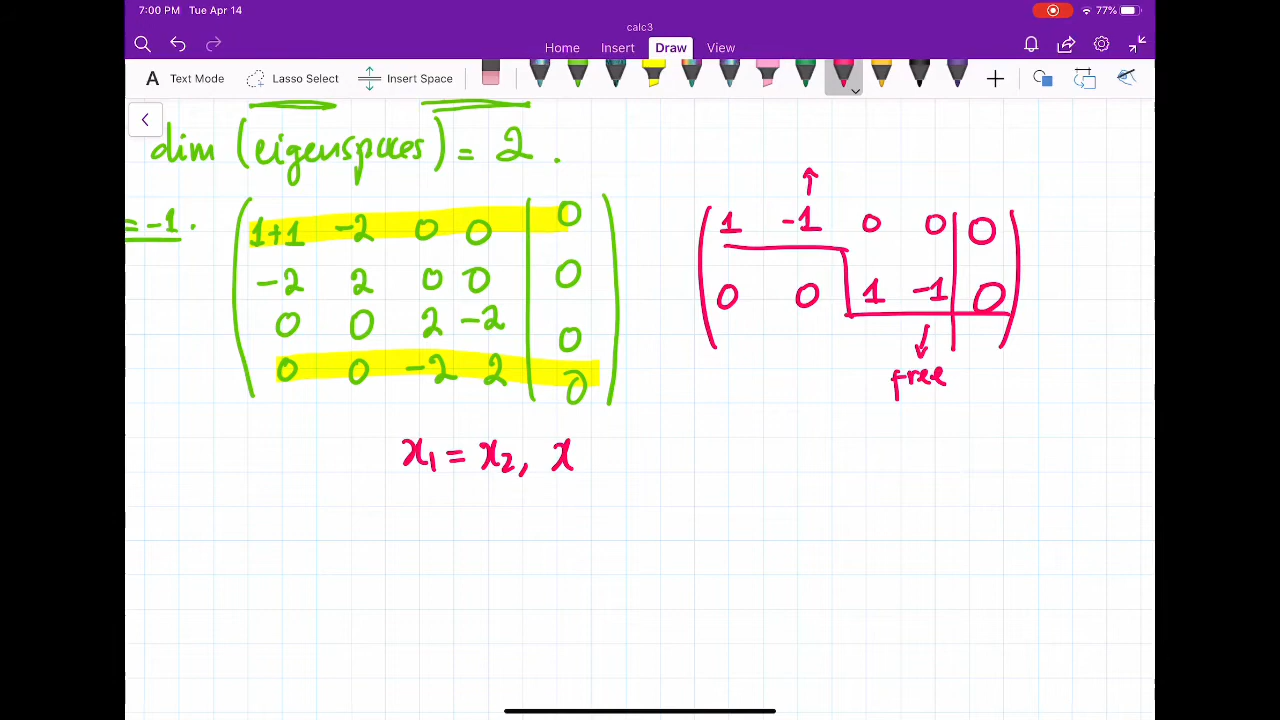 7:00 PM Tue Apr 14
77%
calc3
Home Insert Draw View
Text Mode Lasso Select Insert Space
dim (eigenspaces) = 2 .
= -1 .
1+1 -2 0 0 | 0
-2 2 0 0 | 0
0 0 2 -2 | 0
0 0 -2 2 | 0
↑
1 -1 0 0 | 0
0 0 1 -1 | 0
↓
free
x₁ = x₂, x